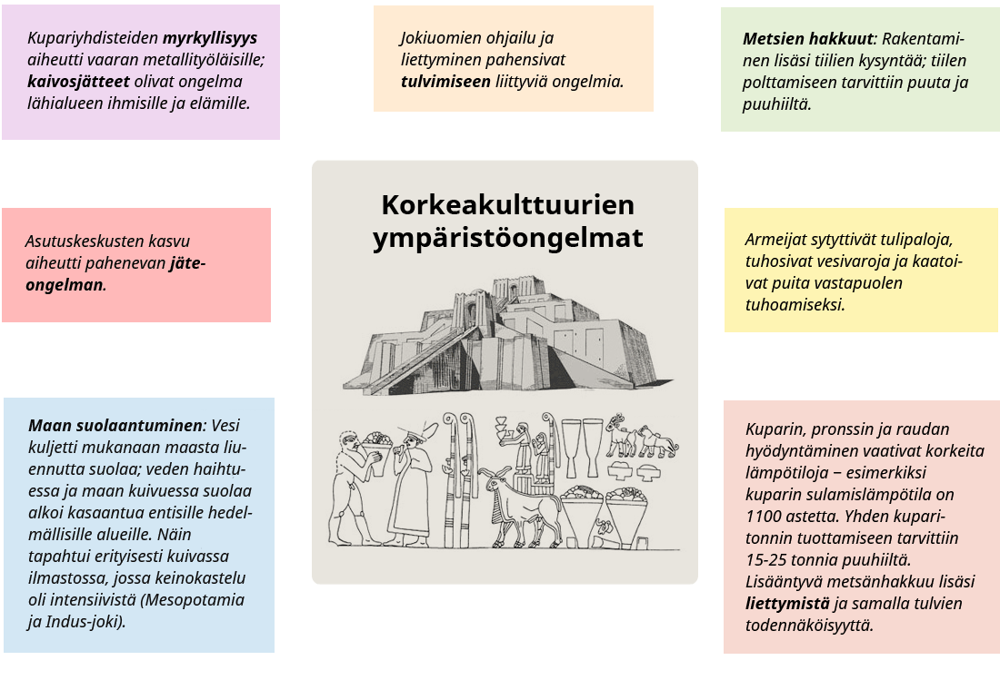 Kupariyhdisteiden myrkyllisyys
aiheutti vaaran metallityöläisille;
kaivosjätteet olivat ongelma
lähialueen ihmisille ja elämille.
Jokiuomien ohjailu ja
liettyminen pahensivat
tulvimiseen liittyviä ongelmia.
Metsien hakkuut: Rakentami-
nen lisäsi tiilien kysyntää; tiilen
polttamiseen tarvittiin puuta ja
puuhiiltä.
Korkeakulttuurien
ympäristöongelmat
Asutuskeskusten kasvu
aiheutti pahenevan jäte-
ongelman.
Armeijat sytyttivät tulipaloja,
tuhosivat vesivaroja ja kaatoi-
vat puita vastapuolen
tuhoamiseksi.
Maan suolaantuminen: Vesi
kuljetti mukanaan maasta liu-
ennutta suolaa; veden haihtu-
essa ja maan kuivuessa suolaa
alkoi kasaantua entisille hedel-
mällisille alueille. Näin
tapahtui erityisesti kuivassa
ilmastossa, jossa keinokastelu
oli intensiivistä (Mesopotamia
ja Indus-joki).
Kuparin, pronssin ja raudan
hyödyntäminen vaativat korkeita
lämpötiloja – esimerkiksi
kuparin sulamislämpötila on
1100 astetta. Yhden kupari-
tonnin tuottamiseen tarvittiin
15-25 tonnia puuhiiltä.
Lisääntyvä metsänhakkuu lisäsi
liettymistä ja samalla tulvien
todennäköisyyttä.